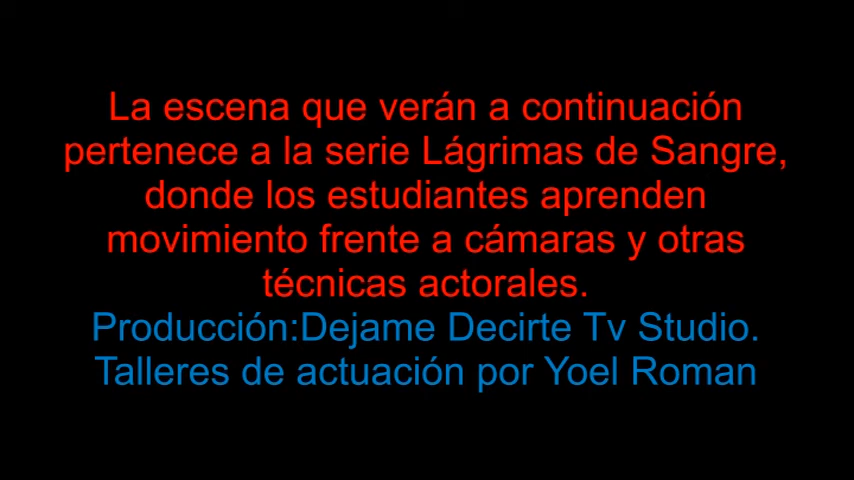 La escena que verán a continuación
pertenece a la serie Lágrimas de Sangre,
donde los estudiantes aprenden
movimiento frente a cámaras y otras
técnicas actorales.
Producción:Dejame Decirte Tv Studio.
Talleres de actuación por Yoel Roman